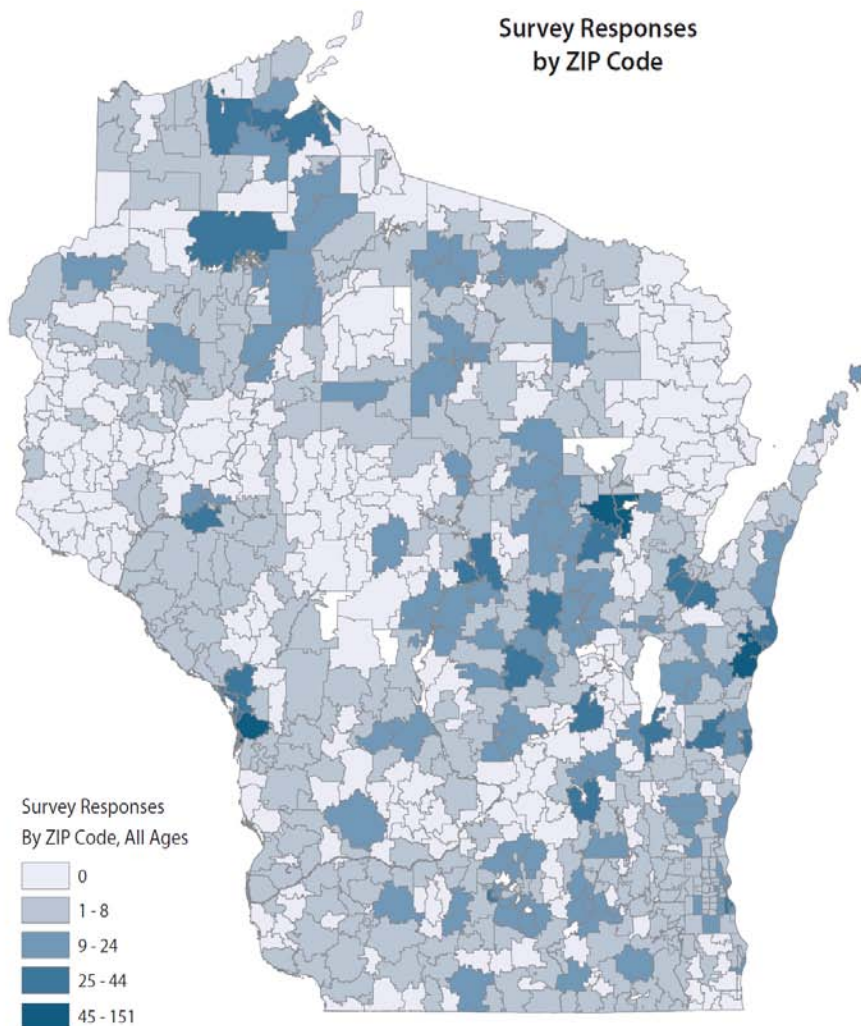 Survey Responses
by ZIP Code
Survey Responses
By ZIP Code, All Ages
0
1 - 8
9 - 24
25 - 44
45 - 151